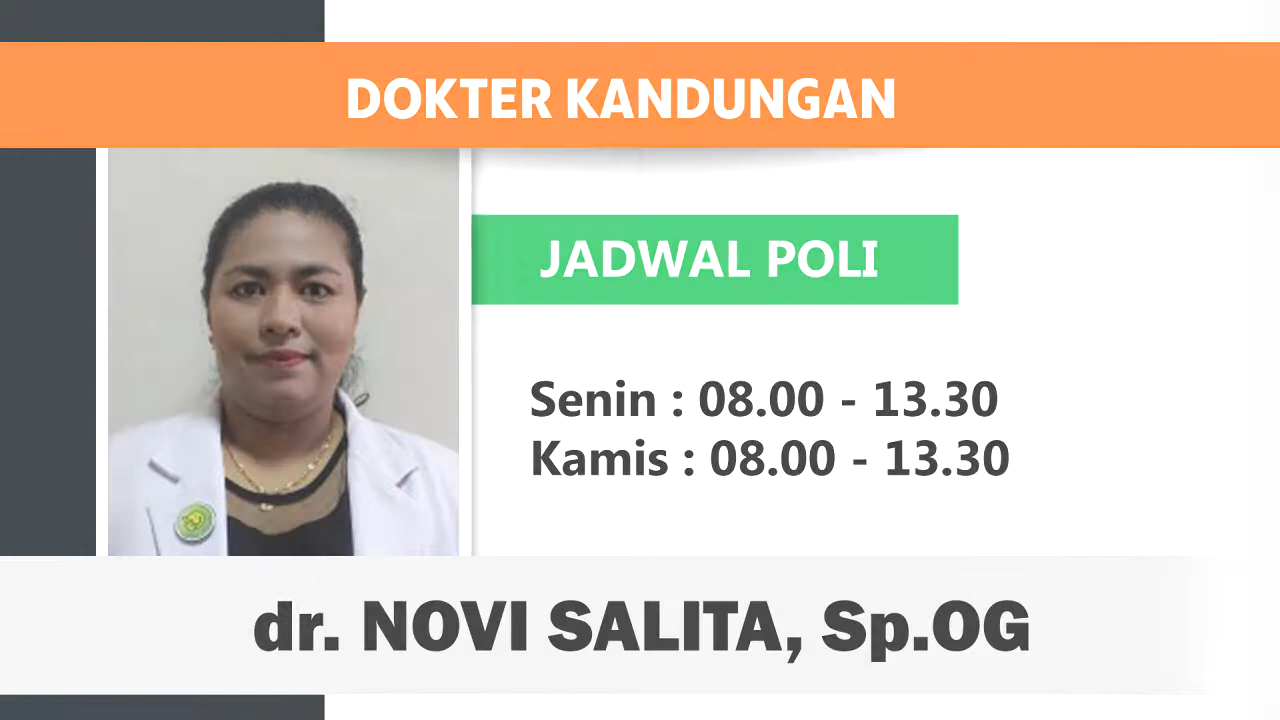 DOKTER KANDUNGAN
JADWAL POLI
Senin : 08.00 - 13.30
Kamis : 08.00 - 13.30
dr. NOVI SALITA, Sp.OG